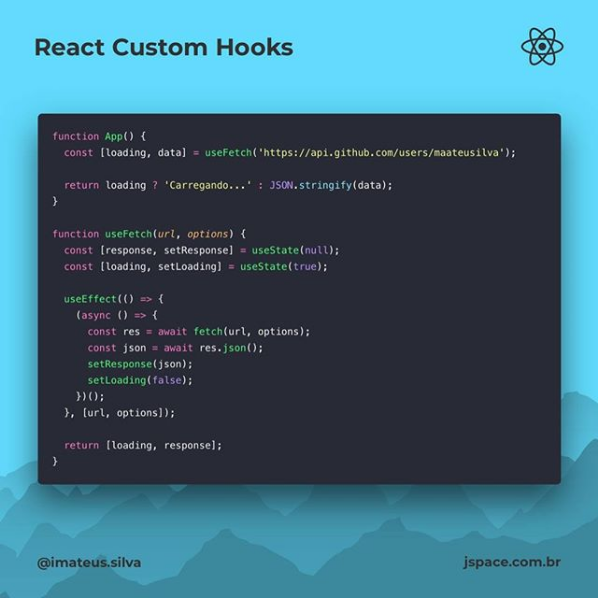 React Custom Hooks
function App() {
  const [loading, data] = useFetch('https://api.github.com/users/maateusilva');
  return loading ? 'Carregando...' : JSON.stringify(data);
}
function useFetch(url, options) {
  const [response, setResponse] = useState(null);
  const [loading, setLoading] = useState(true);
  useEffect(() => {
    (async () => {
      const res = await fetch(url, options);
      const json = await res.json();
      setResponse(json);
      setLoading(false);
    })();
  }, [url, options]);
  return [loading, response];
}
@imateus.silva
jspace.com.br